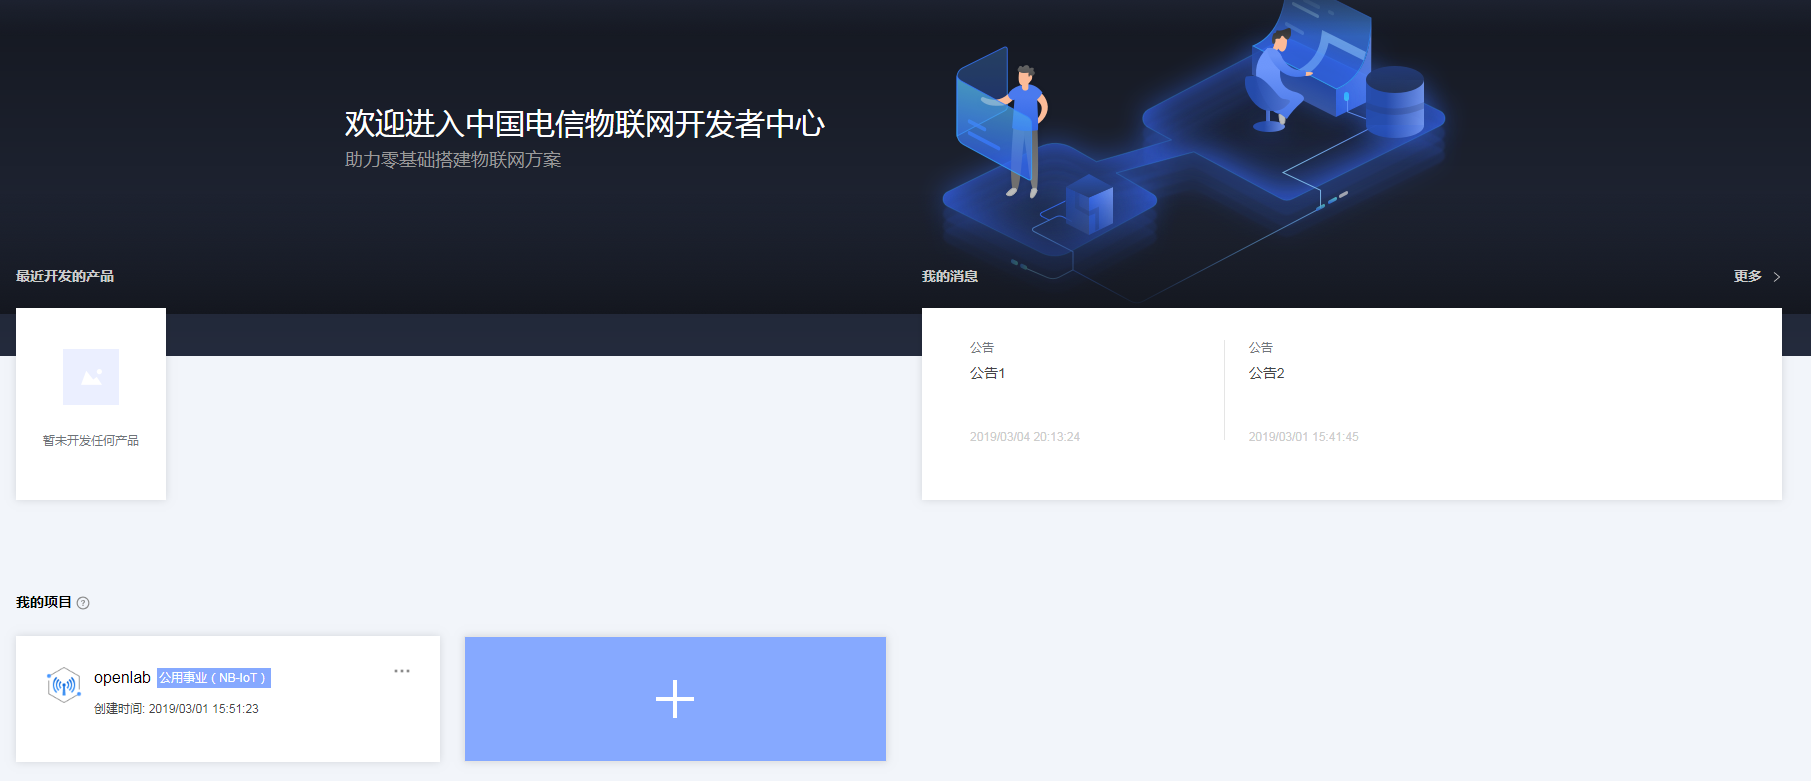 欢迎进入中国电信物联网开发者中心
助力零基础搭建物联网方案
最近开发的产品
暂未开发任何产品
我的消息
更多
公告
公告1
2019/03/04 20:13:24
公告
公告2
2019/03/01 15:41:45
我的项目
openlab 公用事业（NB-IoT）
创建时间: 2019/03/01 15:51:23